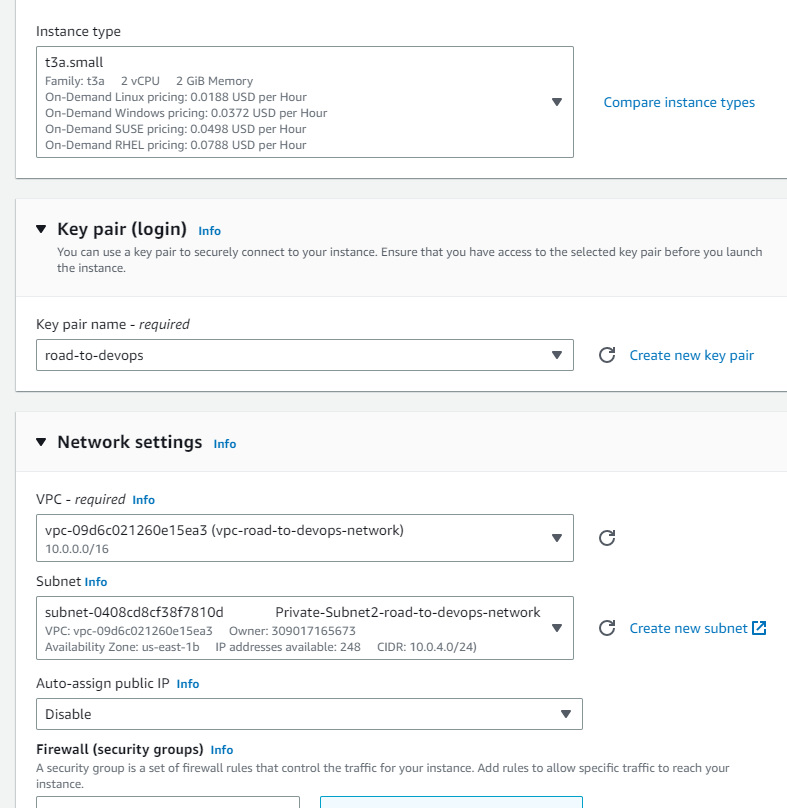 Instance type
t3a.small
Family: t3a 2 vCPU 2 GiB Memory
On-Demand Linux pricing: 0.0188 USD per Hour
On-Demand Windows pricing: 0.0372 USD per Hour
On-Demand SUSE pricing: 0.0498 USD per Hour
On-Demand RHEL pricing: 0.0788 USD per Hour
Compare instance types
Key pair (login) Info
You can use a key pair to securely connect to your instance. Ensure that you have access to the selected key pair before you launch
the instance.
Key pair name - required
road-to-devops
Create new key pair
Network settings Info
VPC - required Info
vpc-09d6c021260e15ea3 (vpc-road-to-devops-network)
10.0.0.0/16
Subnet Info
subnet-0408cd8cf38f7810d Private-Subnet2-road-to-devops-network
VPC: vpc-09d6c021260e15ea3 Owner: 309017165673
Availability Zone: us-east-1b IP addresses available: 248 CIDR: 10.0.4.0/24)
Create new subnet
Auto-assign public IP Info
Disable
Firewall (security groups) Info
A security group is a set of firewall rules that control the traffic for your instance. Add rules to allow specific traffic to reach your
instance.